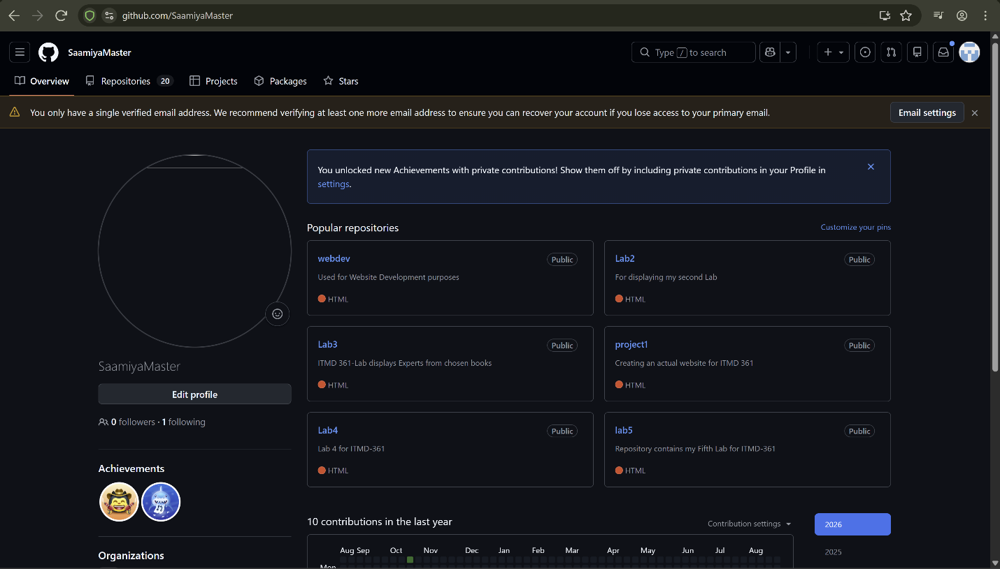 github.com/SaamiyaMaster
SaamiyaMaster
Type / to search
Overview
Repositories 20
Projects
Packages
Stars
You only have a single verified email address. We recommend verifying at least one more email address to ensure you can recover your account if you lose access to your primary email.
Email settings
You unlocked new Achievements with private contributions! Show them off by including private contributions in your Profile in
settings.
Popular repositories
Customize your pins
webdev
Public
Used for Website Development purposes
HTML
Lab2
Public
For displaying my second Lab
HTML
Lab3
Public
ITMD 361-Lab displays Experts from chosen books
HTML
project1
Public
Creating an actual website for ITMD 361
HTML
Lab4
Public
Lab 4 for ITMD-361
HTML
lab5
Public
Repository contains my Fifth Lab for ITMD-361
HTML
SaamiyaMaster
Edit profile
0 followers · 1 following
Achievements
Organizations
10 contributions in the last year
Contribution settings
2026
2025
Aug Sep Oct Nov Dec Jan Feb Mar Apr May Jun Jul Aug
Mon